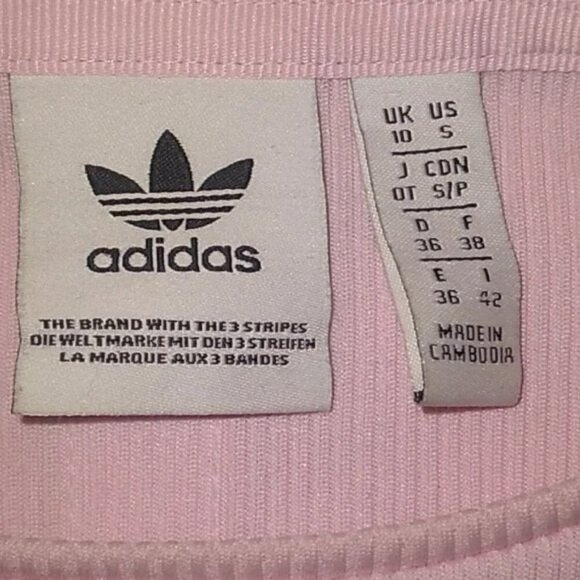 adidas
THE BRAND WITH THE 3 STRIPES
DIE WELTMARKE MIT DEN 3 STREIFEN
LA MARQUE AUX 3 BANDES
UK US
10 S
J CDN
OT S/P
D F
36 38
E I
36 42
MADE IN
CAMBODIA